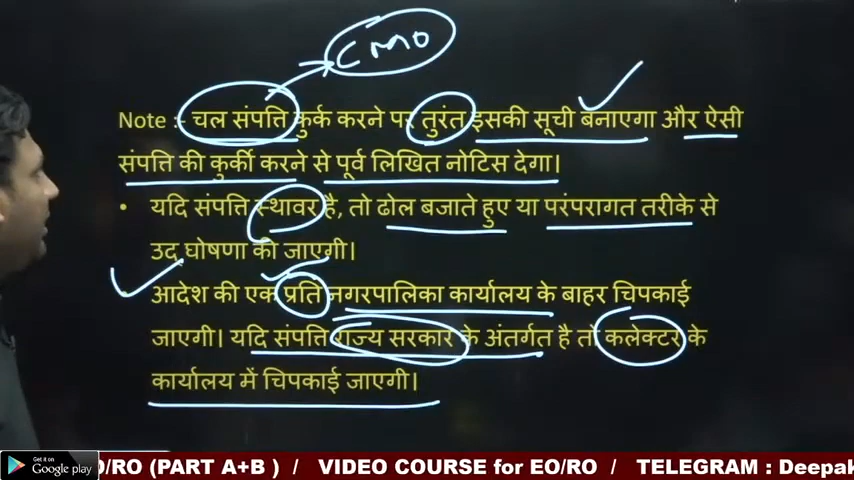 CMO
Note :- चल संपत्ति कुर्क करने पर तुरंत इसकी सूची बनाएगा और ऐसी
संपत्ति की कुर्की करने से पूर्व लिखित नोटिस देगा।
• यदि संपत्ति स्थावर है, तो ढोल बजाते हुए या परंपरागत तरीके से
उद घोषणा की जाएगी।
आदेश की एक प्रति नगरपालिका कार्यालय के बाहर चिपकाई
जाएगी। यदि संपत्ति राज्य सरकार के अंतर्गत है तो कलेक्टर के
कार्यालय में चिपकाई जाएगी।
Get it on
Google play
O/RO (PART A+B ) / VIDEO COURSE for EO/RO / TELEGRAM : Deepak